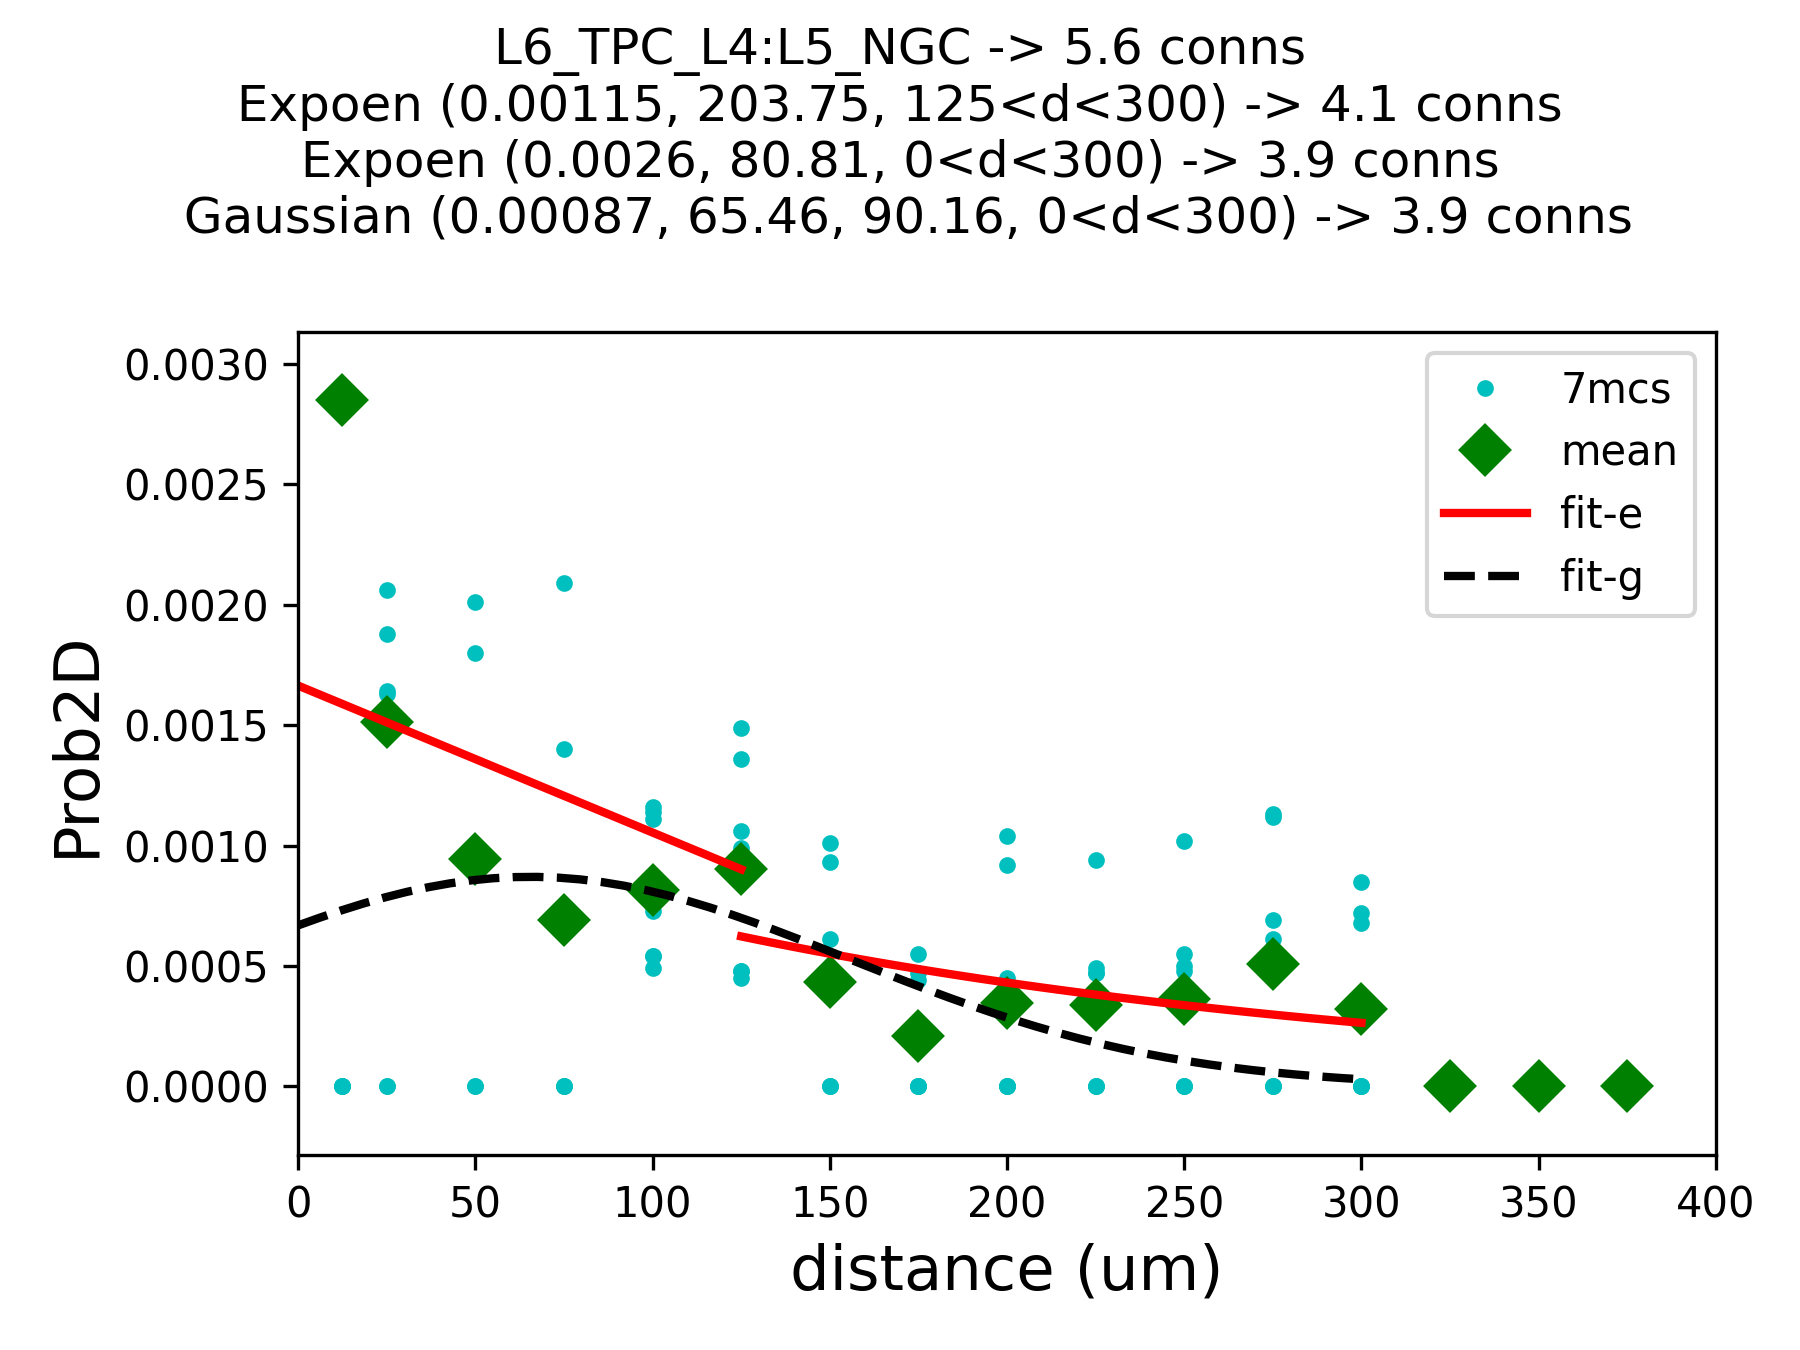 L6_TPC_L4:L5_NGC -> 5.6 conns
Expoen (0.00115, 203.75, 125<d<300) -> 4.1 conns
Expoen (0.0026, 80.81, 0<d<300) -> 3.9 conns
Gaussian (0.00087, 65.46, 90.16, 0<d<300) -> 3.9 conns
7mcs
mean
fit-e
fit-g
Prob2D
0.0030
0.0025
0.0020
0.0015
0.0010
0.0005
0.0000
0 50 100 150 200 250 300 350 400
distance (um)